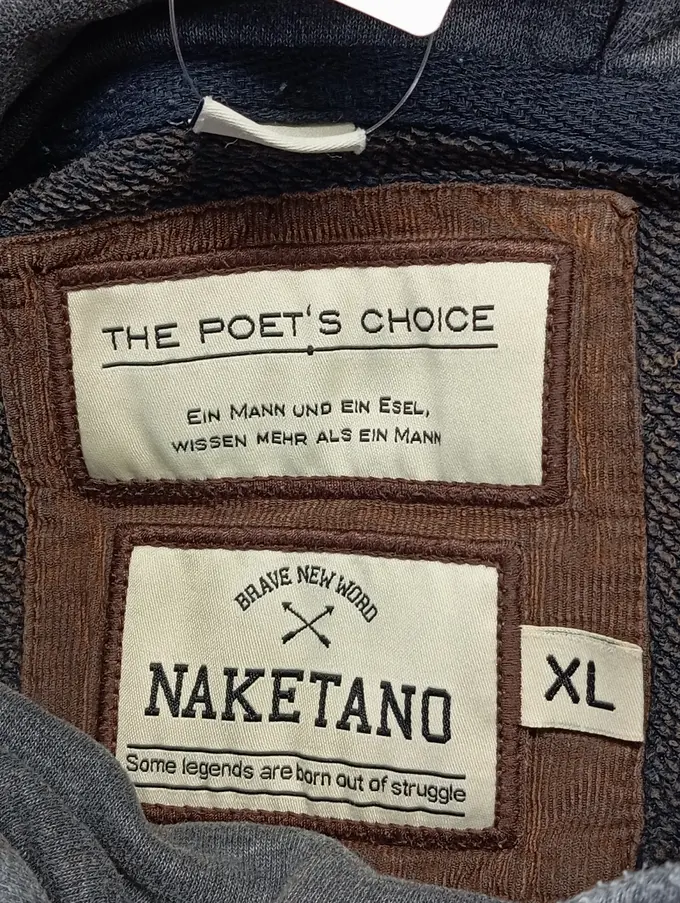 THE POET'S CHOICE
EIN MANN UND EIN ESEL,
WISSEN MEHR ALS EIN MANN
BRAVE NEW WORD
NAKETANO
XL
Some legends are born out of struggle